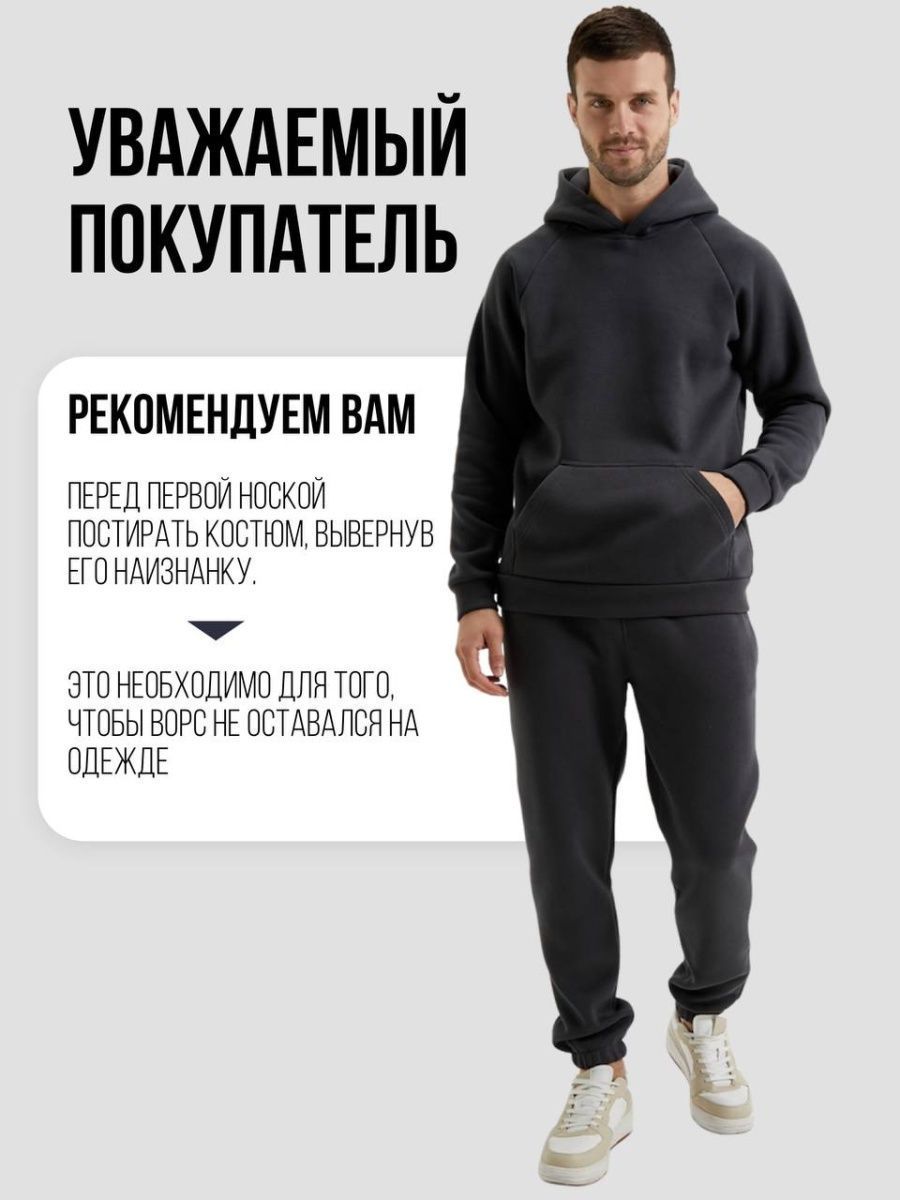 УВАЖАЕМЫЙ
ПОКУПАТЕЛЬ
РЕКОМЕНДУЕМ ВАМ
ПЕРЕД ПЕРВОЙ НОСКОЙ
ПОСТИРАТЬ КОСТЮМ, ВЫВЕРНУВ
ЕГО НАИЗНАНКУ.
ЭТО НЕОБХОДИМО ДЛЯ ТОГО,
ЧТОБЫ ВОРС НЕ ОСТАВАЛСЯ НА
ОДЕЖДЕ